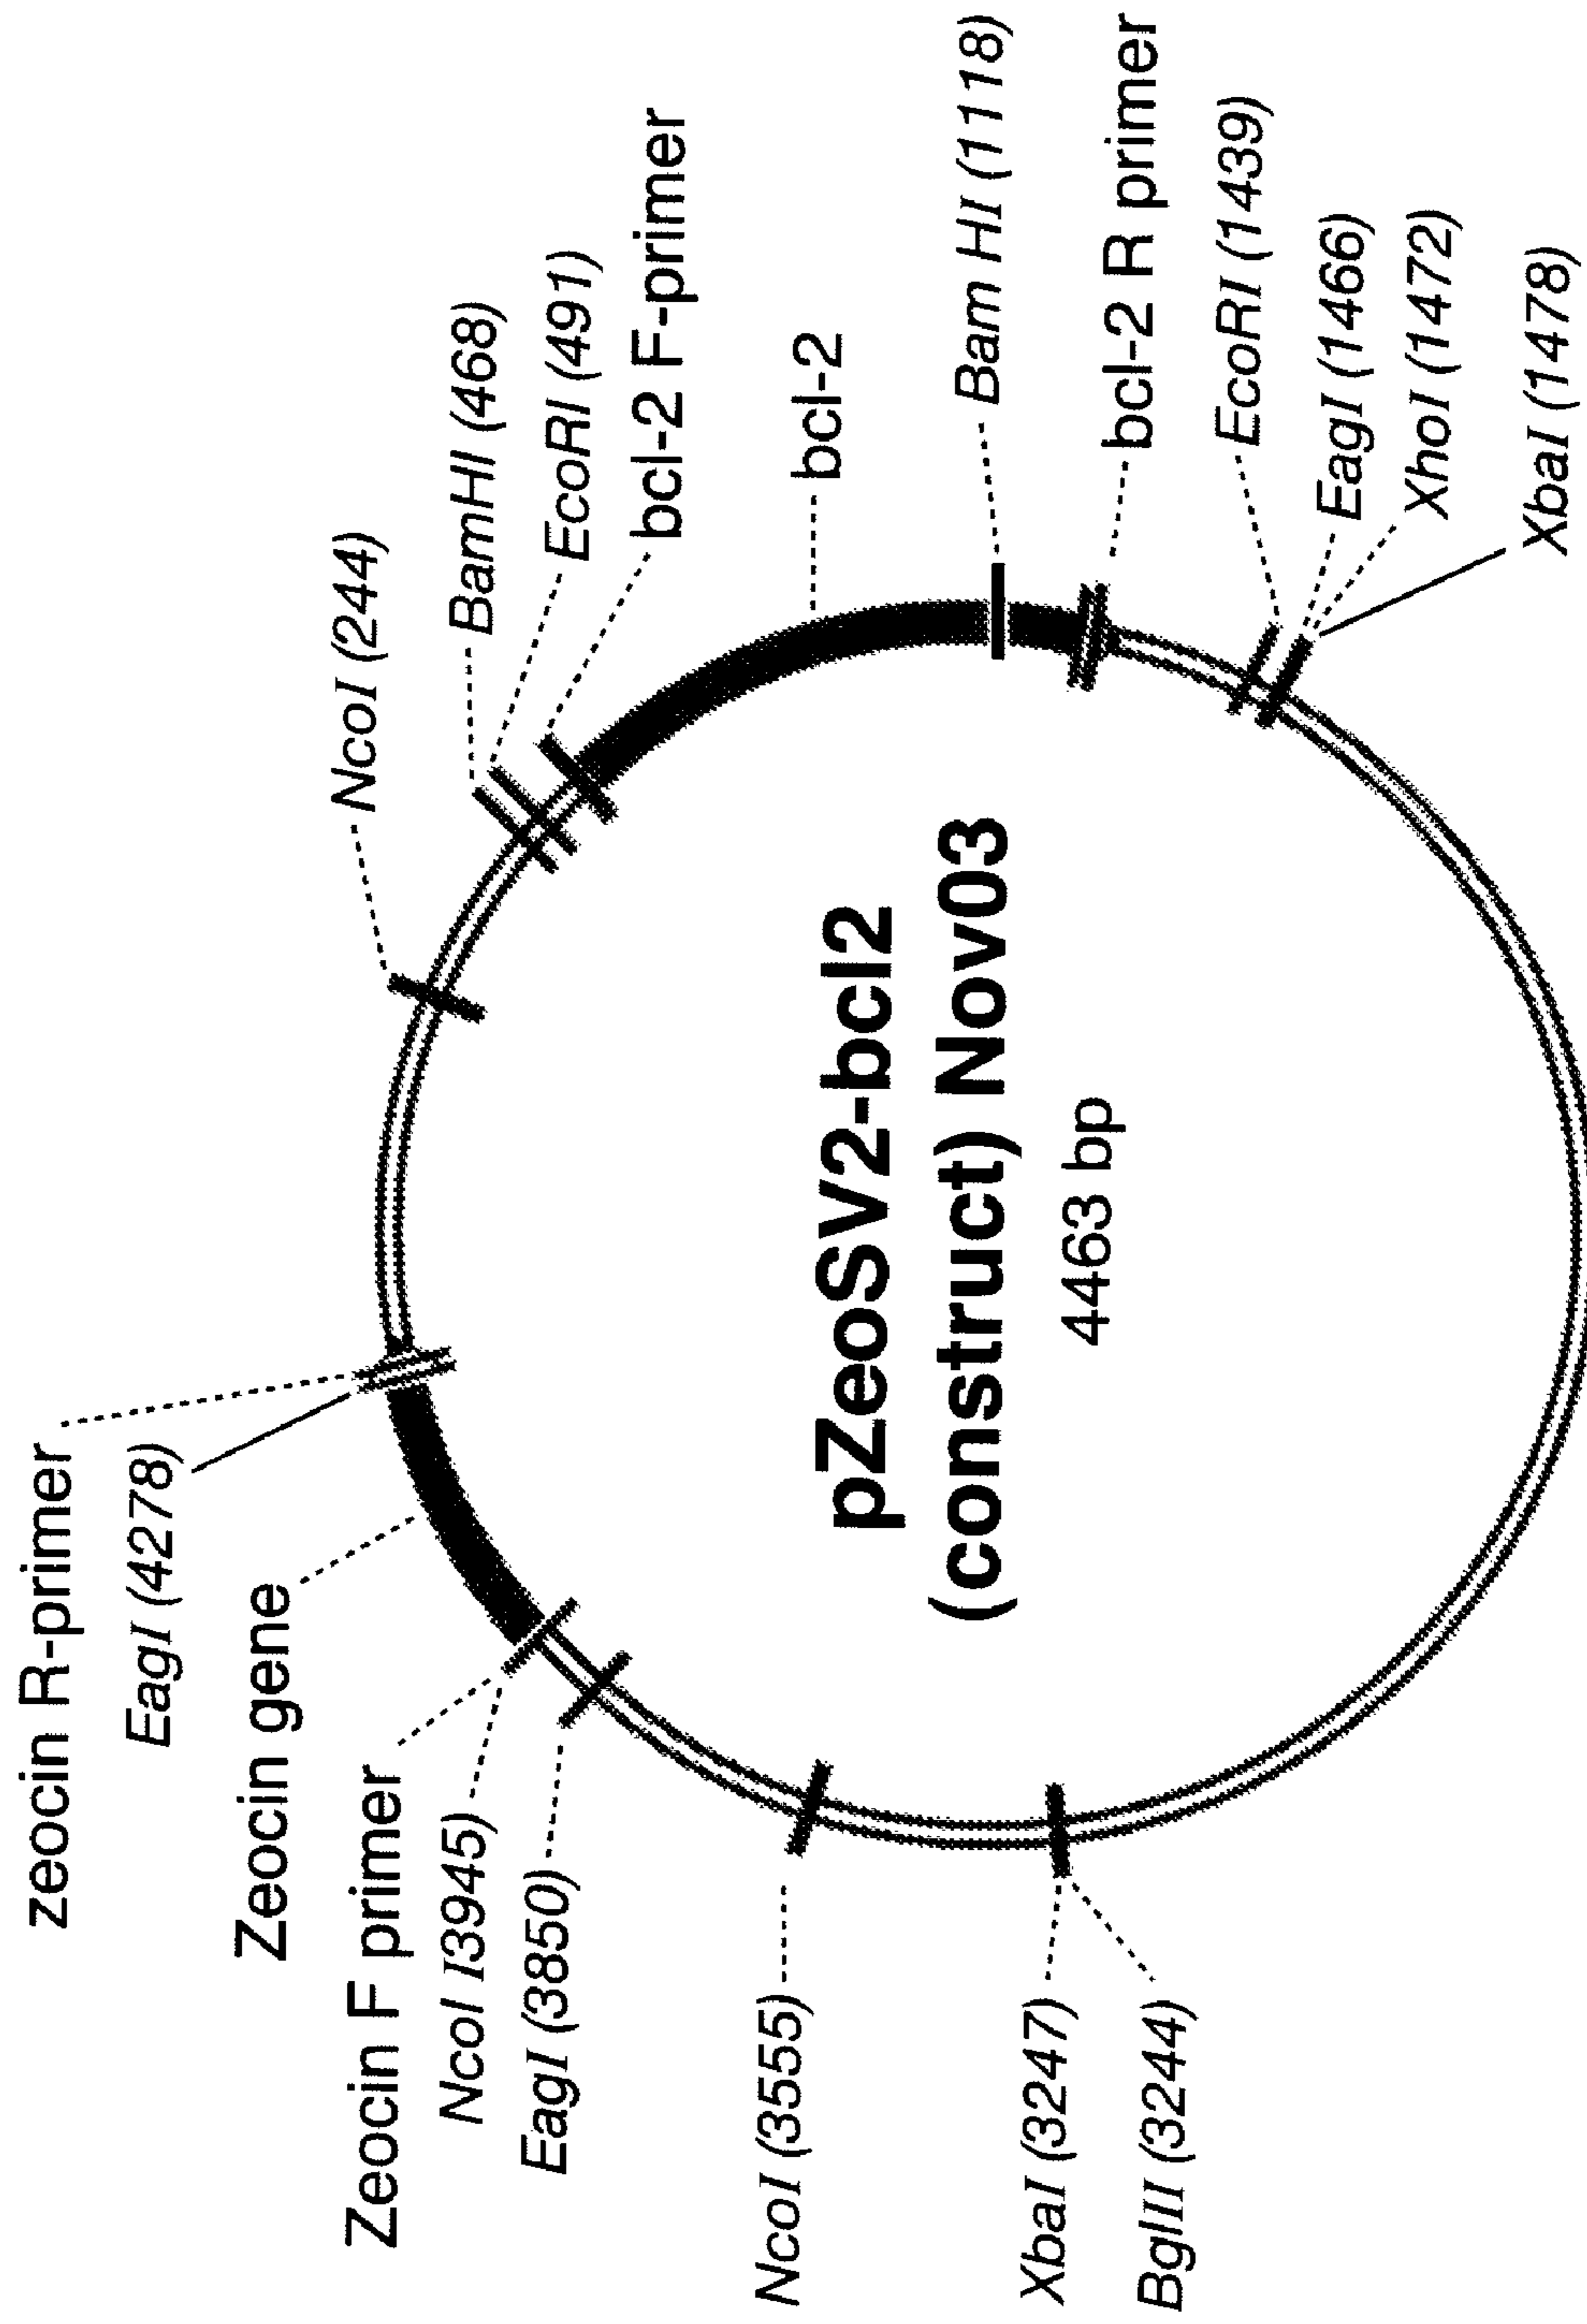 zeocin R-primer
EagI (4278)
Zeocin gene
Zeocin F primer
NcoI I3945)
EagI (3850)
NcoI (3555)
XbaI (3247)
BglII (3244)
NcoI (244)
BamHI (468)
EcoRI (491)
bcl-2 F-primer
bcl-2
Bam HI (1118)
bcl-2 R primer
EcoRI (1439)
EagI (1466)
XhoI (1472)
XbaI (1478)
pZeoSV2-bcl2
(construct) Nov03
4463 bp